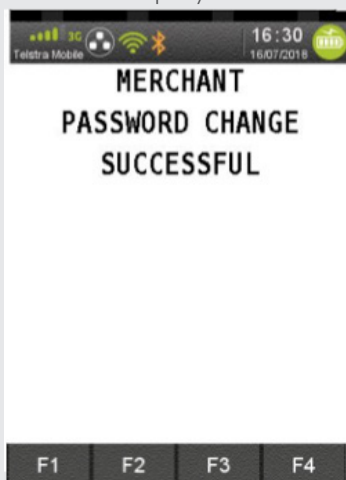 3G
Telstra Mobile
16:30
16/07/2018
MERCHANT
PASSWORD CHANGE
SUCCESSFUL
F1 F2 F3 F4